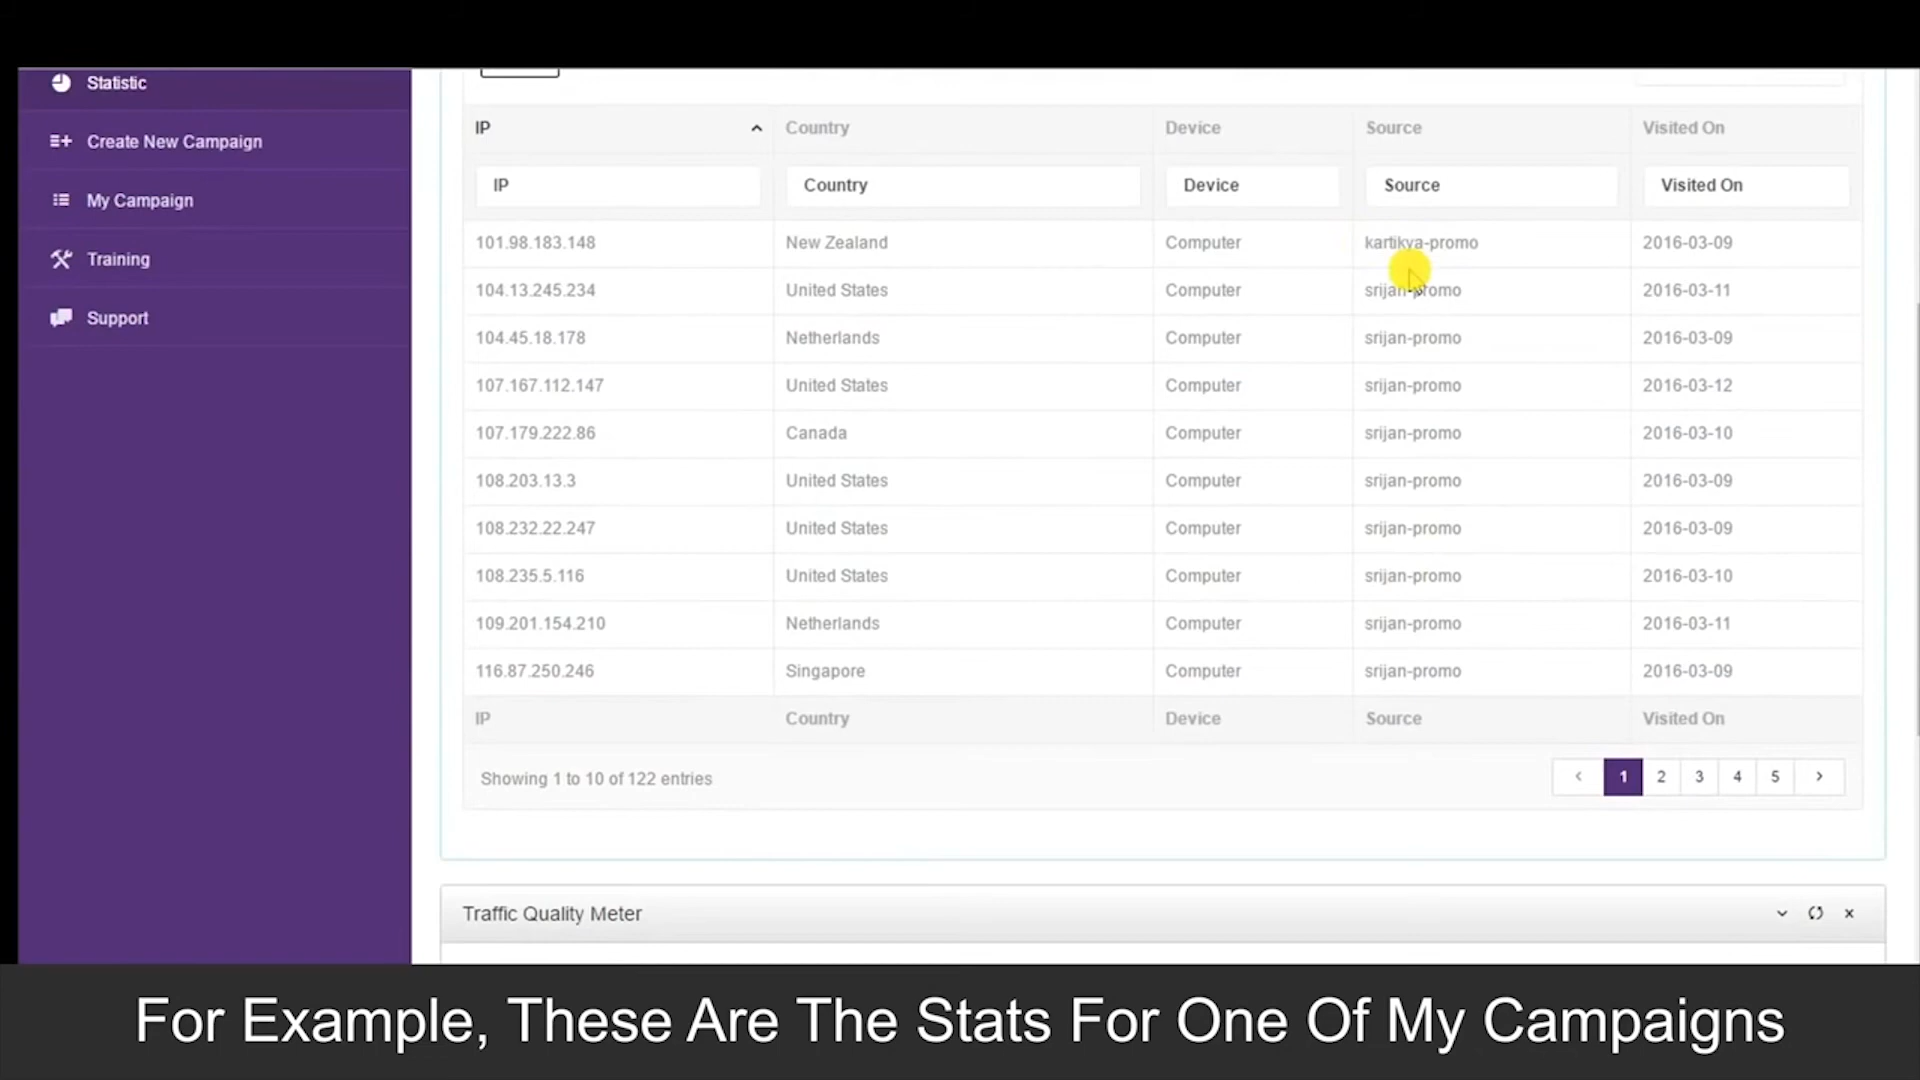 Statistic
Create New Campaign
My Campaign
Training
Support
IP Country Device Source Visited On
IP Country Device Source Visited On
101.98.183.148 New Zealand Computer kartikya-promo 2016-03-09
104.13.245.234 United States Computer srijan-promo 2016-03-11
104.45.18.178 Netherlands Computer srijan-promo 2016-03-09
107.167.112.147 United States Computer srijan-promo 2016-03-12
107.179.222.86 Canada Computer srijan-promo 2016-03-10
108.203.13.3 United States Computer srijan-promo 2016-03-09
108.232.22.247 United States Computer srijan-promo 2016-03-09
108.235.5.116 United States Computer srijan-promo 2016-03-10
109.201.154.210 Netherlands Computer srijan-promo 2016-03-11
116.87.250.246 Singapore Computer srijan-promo 2016-03-09
IP Country Device Source Visited On
Showing 1 to 10 of 122 entries
1 2 3 4 5
Traffic Quality Meter
For Example, These Are The Stats For One Of My Campaigns